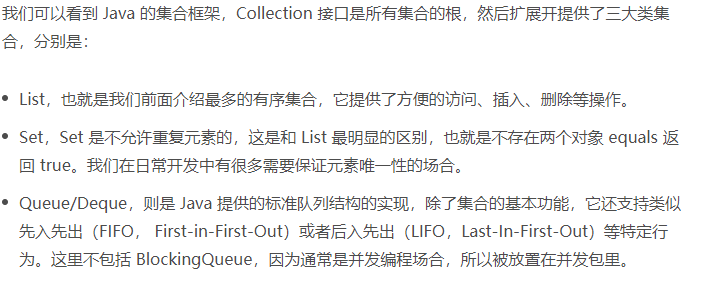 我们可以看到 Java 的集合框架，Collection 接口是所有集合的根，然后扩展开提供了三大类集
合，分别是：
List，也就是我们前面介绍最多的有序集合，它提供了方便的访问、插入、删除等操作。
Set，Set 是不允许重复元素的，这是和 List 最明显的区别，也就是不存在两个对象 equals 返
回 true。我们在日常开发中有很多需要保证元素唯一性的场合。
Queue/Deque，则是 Java 提供的标准队列结构的实现，除了集合的基本功能，它还支持类似
先入先出（FIFO， First-in-First-Out）或者后入先出（LIFO，Last-In-First-Out）等特定行
为。这里不包括 BlockingQueue，因为通常是并发编程场合，所以被放置在并发包里。